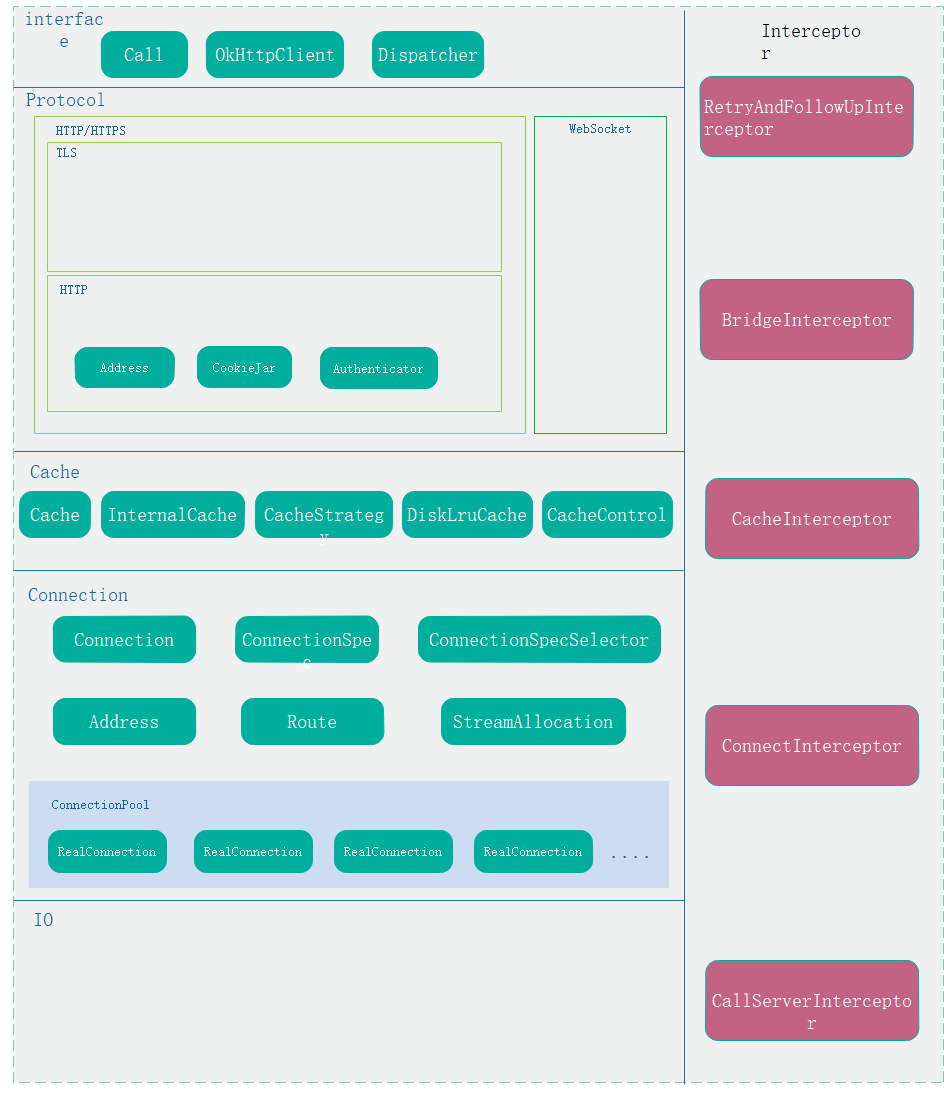 interfac
e
Call
OkHttpClient
Dispatcher
Protocol
HTTP/HTTPS
TLS
HTTP
Address
CookieJar
Authenticator
WebSocket
Cache
Cache
InternalCache
CacheStrateg
y
DiskLruCache
CacheControl
Connection
Connection
ConnectionSpe
c
ConnectionSpecSelector
Address
Route
StreamAllocation
ConnectionPool
RealConnection
RealConnection
RealConnection
RealConnection
....
IO
Intercepto
r
RetryAndFollowUpInte
rceptor
BridgeInterceptor
CacheInterceptor
ConnectInterceptor
CallServerIntercepto
r